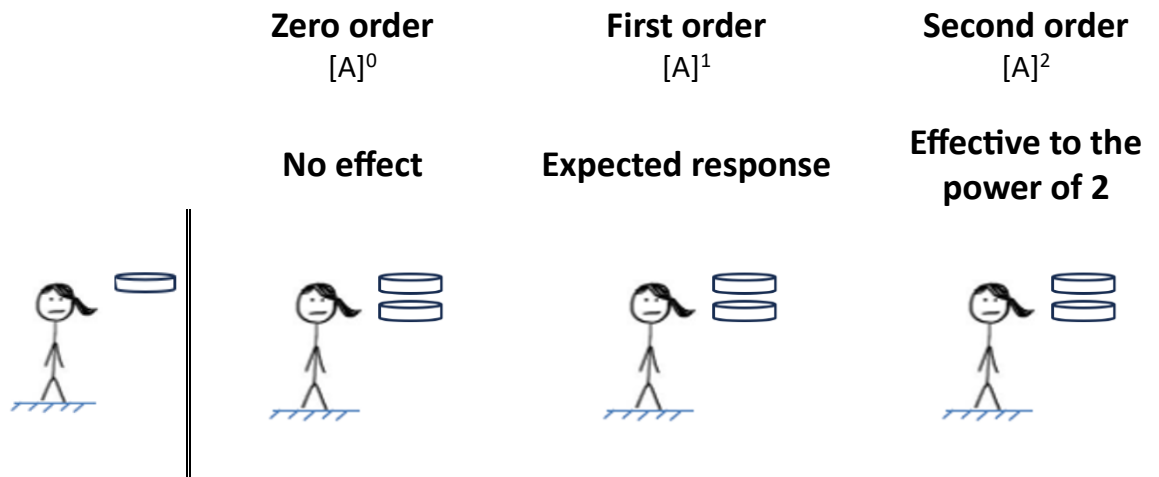 Zero order
First order
Second order
[A]⁰
[A]¹
[A]²
No effect
Expected response
Effective to the
power of 2